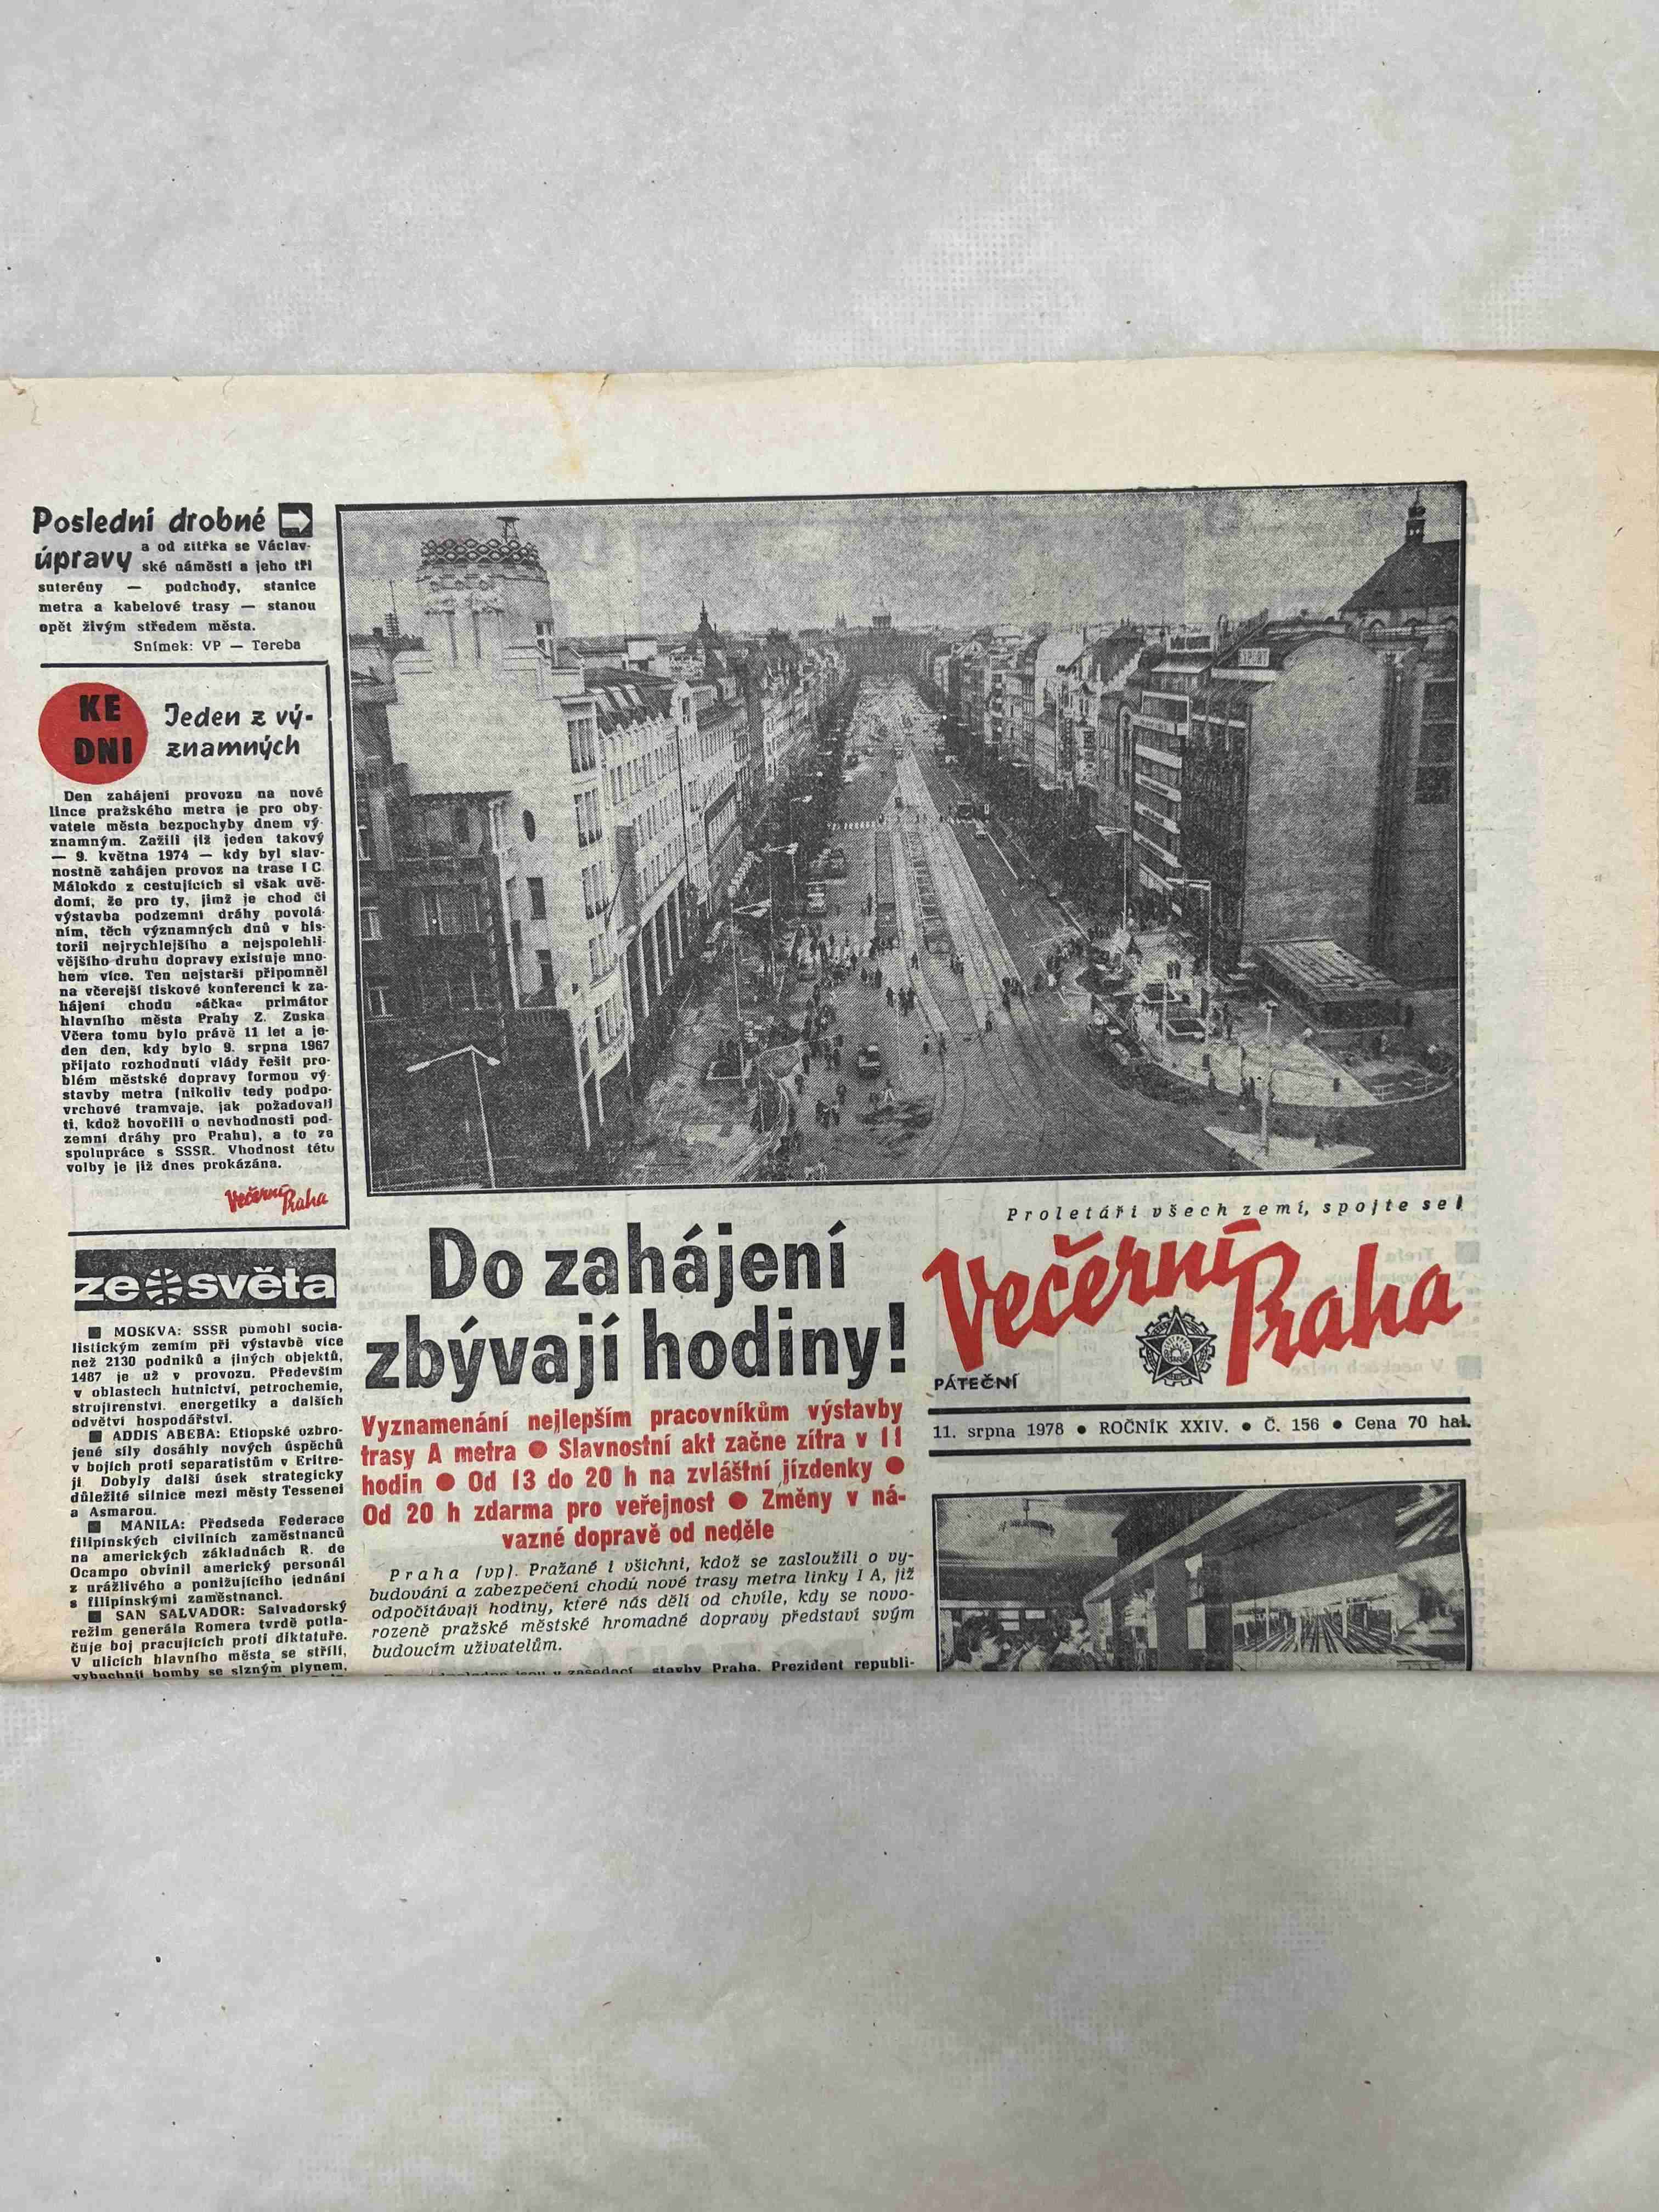 Poslední drobné
úpravy a od zítřka se Václav-
ské náměstí a jeho tři
suterény — podchody, stanice
metra a kabelové trasy — stanou
opět živým středem města.
Snímek: VP — Tereba
KE
DNI
Jeden z vý-
znamných
Den zahájení provozu na nové
lince pražského metra je pro oby-
vatele města bezpochyby dnem vý-
znamným. Zažili již jeden takový
— 9. května 1974 — kdy byl slav-
nostně zahájen provoz na trase I C.
Málokdo z cestujících si však uvě-
domí, že pro ty, jimž je chod či
výstavba podzemní dráhy povolá-
ním, těch významných dnů v his-
torii nejrychlejšího a nejspolehli-
vějšího druhu dopravy existuje mno-
hem více. Ten nejstarší připomněl
na včerejší tiskové konferenci k za-
hájení chodu »áčka« primátor
hlavního města Prahy Z. Zuska
Včera tomu bylo právě 11 let a je-
den den, kdy bylo 9. srpna 1967
přijato rozhodnutí vlády řešit pro-
blém městské dopravy formou vý-
stavby metra (nikoliv tedy podpo-
vrchové tramvaje, jak požadovali
ti, kdož hovořili o nevhodnosti pod-
zemní dráhy pro Prahu), a to za
spolupráce s SSSR. Vhodnost této
volby je již dnes prokázána.
Večerní Praha
ze světa
■ MOSKVA: SSSR pomohl socia-
listickým zemím při výstavbě více
než 2130 podniků a jiných objektů,
1487 je už v provozu. Především
v oblastech hutnictví, petrochemie,
strojírenství, energetiky a dalších
odvětví hospodářství.
■ ADDIS ABEBA: Etiopské ozbro-
jené síly dosáhly nových úspěchů
v bojích proti separatistům v Eritre-
ji. Dobyly další úsek strategicky
důležité silnice mezi městy Tessenei
a Asmarou.
■ MANILA: Předseda Federace
filipínských civilních zaměstnanců
na amerických základnách R. de
Ocampo obvinil americký personál
z urážlivého a ponižujícího jednání
s filipínskými zaměstnanci.
■ SAN SALVADOR: Salvadorský
režim generála Romera tvrdě potla-
čuje boj pracujících proti diktatuře.
V ulicích hlavního města se střílí,
vybuchují bomby se slzným plynem,
Do zahájení
zbývají hodiny!
Vyznamenání nejlepším pracovníkům výstavby
trasy A metra ● Slavnostní akt začne zítra v 11
hodin ● Od 13 do 20 h na zvláštní jízdenky ●
Od 20 h zdarma pro veřejnost ● Změny v ná-
vazné dopravě od neděle
Praha (vp). Pražané i všichni, kdož se zasloužili o vy-
budování a zabezpečení chodu nové trasy metra linky I A, již
odpočítávají hodiny, které nás dělí od chvíle, kdy se novo-
rozeně pražské městské hromadné dopravy představí svým
budoucím uživatelům.
v zasedací
stavby Praha. Prezident republi-
Proletáři všech zemí, spojte se!
Večerní
Praha
PÁTEČNÍ
11. srpna 1978 ● ROČNÍK XXIV. ● Č. 156 ● Cena 70 hal.